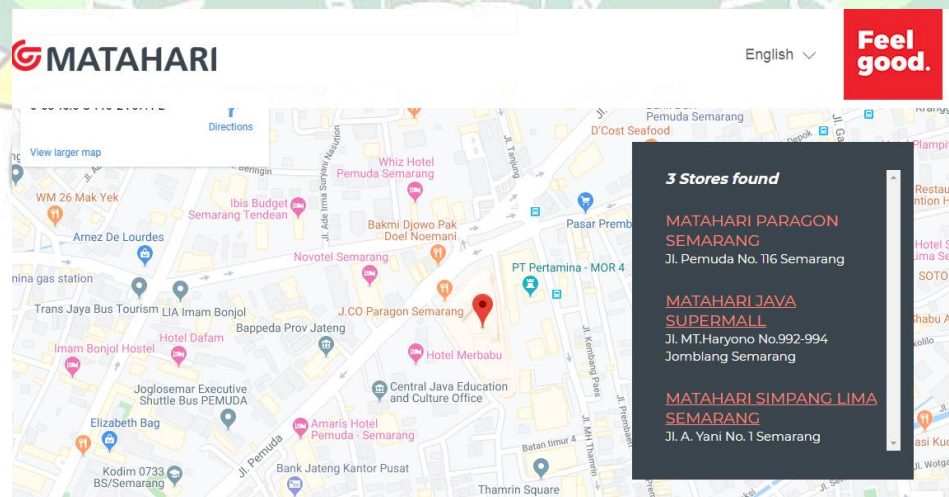 MATAHARI
English
Feel
good.
Directions
View larger map
3 Stores found
MATAHARI PARAGON
SEMARANG
Jl. Pemuda No. 116 Semarang
MATAHARI JAVA
SUPERMALL
Jl. MT.Haryono No.992-994
Jomblang Semarang
MATAHARI SIMPANG LIMA
SEMARANG
Jl. A. Yani No. 1 Semarang
Pemuda Semarang
D'Cost Seafood
Whiz Hotel
Pemuda Semarang
Jl. Ade Irma Suryani Nasution
Jl. Tanjung
WM 26 Mak Yek
Ibis Budget
Semarang Tendean
Bakmi Djowo Pak
Doel Noemani
Pasar Premb
Arnez De Lourdes
Novotel Semarang
PT Pertamina - MOR 4
nina gas station
Trans Jaya Bus Tourism
LIA Imam Bonjol
J.CO Paragon Semarang
Bappeda Prov Jateng
Hotel Dafam
Imam Bonjol Hostel
Hotel Merbabu
Jl. Kembang Paes
Joglosemar Executive
Shuttle Bus PEMUDA
Central Java Education
and Culture Office
Elizabeth Bag
Amaris Hotel
Pemuda - Semarang
Jl. Pemuda
Jl. MH Thamrin
Batan timur 4
Kodim 0733
BS/Semarang
Bank Jateng Kantor Pusat
Thamrin Square